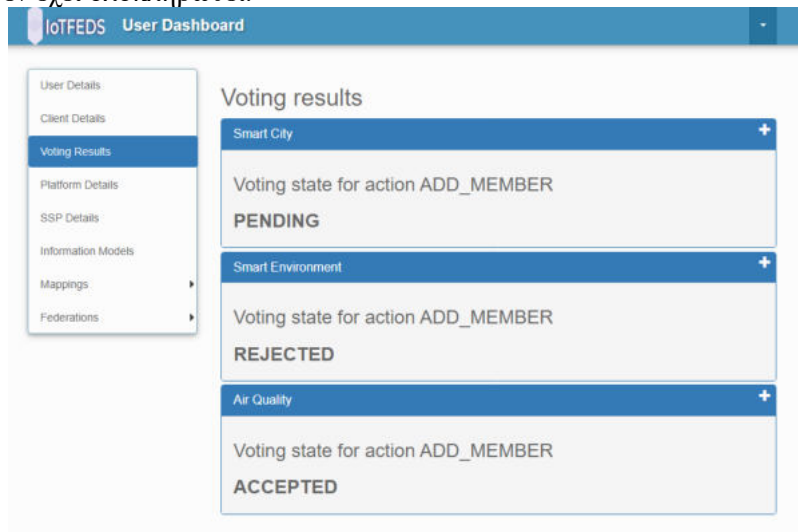 IoTFEDS User Dashboard
User Details
Client Details
Voting Results
Platform Details
SSP Details
Information Models
Mappings
Federations
Voting results
Smart City
Voting state for action ADD_MEMBER
PENDING
Smart Environment
Voting state for action ADD_MEMBER
REJECTED
Air Quality
Voting state for action ADD_MEMBER
ACCEPTED